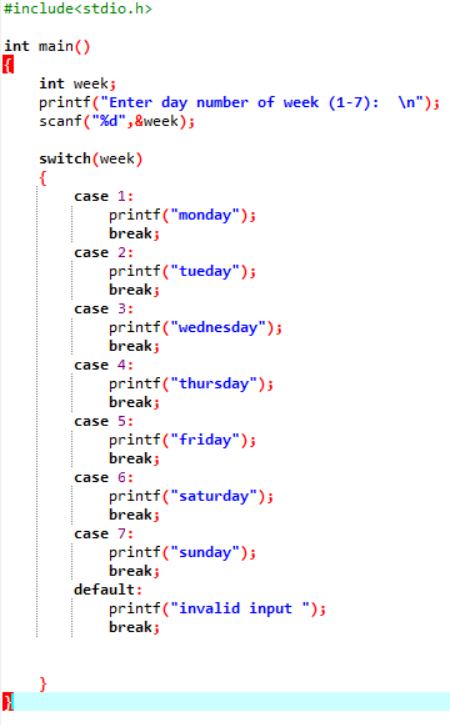 #include<stdio.h>
int main()
{
int week;
printf("Enter day number of week (1-7):  \n");
scanf("%d",&week);
switch(week)
{
case 1:
printf("monday");
break;
case 2:
printf("tueday");
break;
case 3:
printf("wednesday");
break;
case 4:
printf("thursday");
break;
case 5:
printf("friday");
break;
case 6:
printf("saturday");
break;
case 7:
printf("sunday");
break;
default:
printf("invalid input ");
break;
}
}